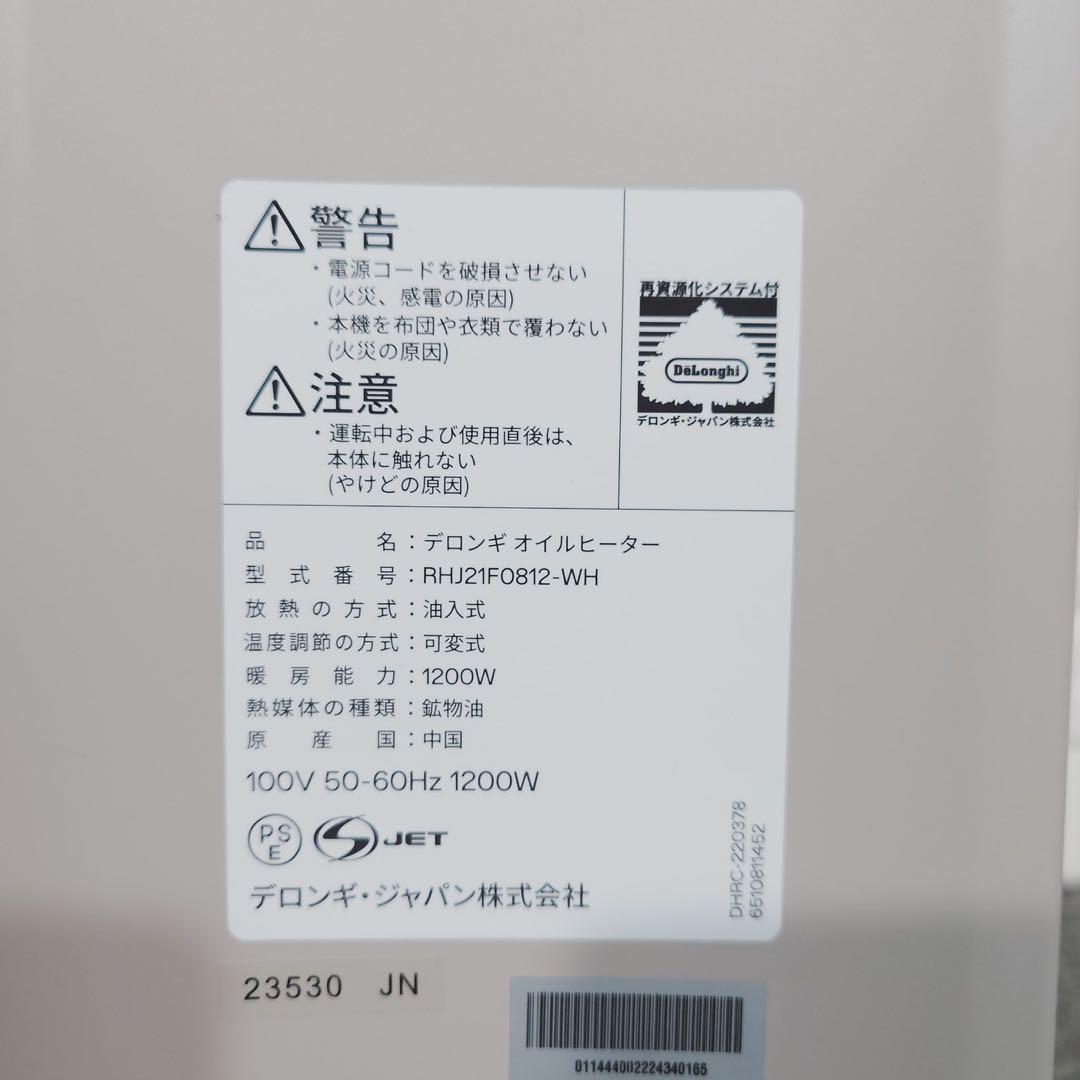 警告
・電源コードを破損させない
(火災、感電の原因)
・本機を布団や衣類で覆わない
(火災の原因)
注意
・運転中および使用直後は、
本体に触れない
(やけどの原因)
再資源化システム付
DeLonghi
デロンギ・ジャパン株式会社
品名：デロンギ オイルヒーター
型式番号：RHJ21F0812-WH
放熱の方式：油入式
温度調節の方式：可変式
暖房能力：1200W
熱媒体の種類：鉱物油
原産国：中国
100V 50-60Hz 1200W
PS
E
JET
デロンギ・ジャパン株式会社
DHRC-220378
6510811452
23530 JN
011444002224340165